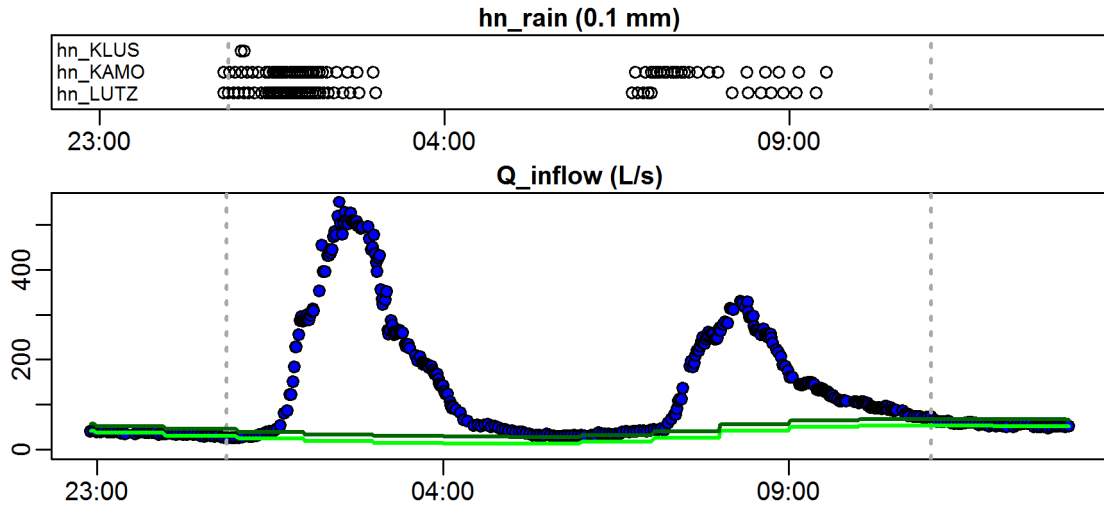 hn_rain (0.1 mm)
hn_KLUS
hn_KAMO
hn_LUTZ
23:00 04:00 09:00
Q_inflow (L/s)
400
200
0
23:00 04:00 09:00